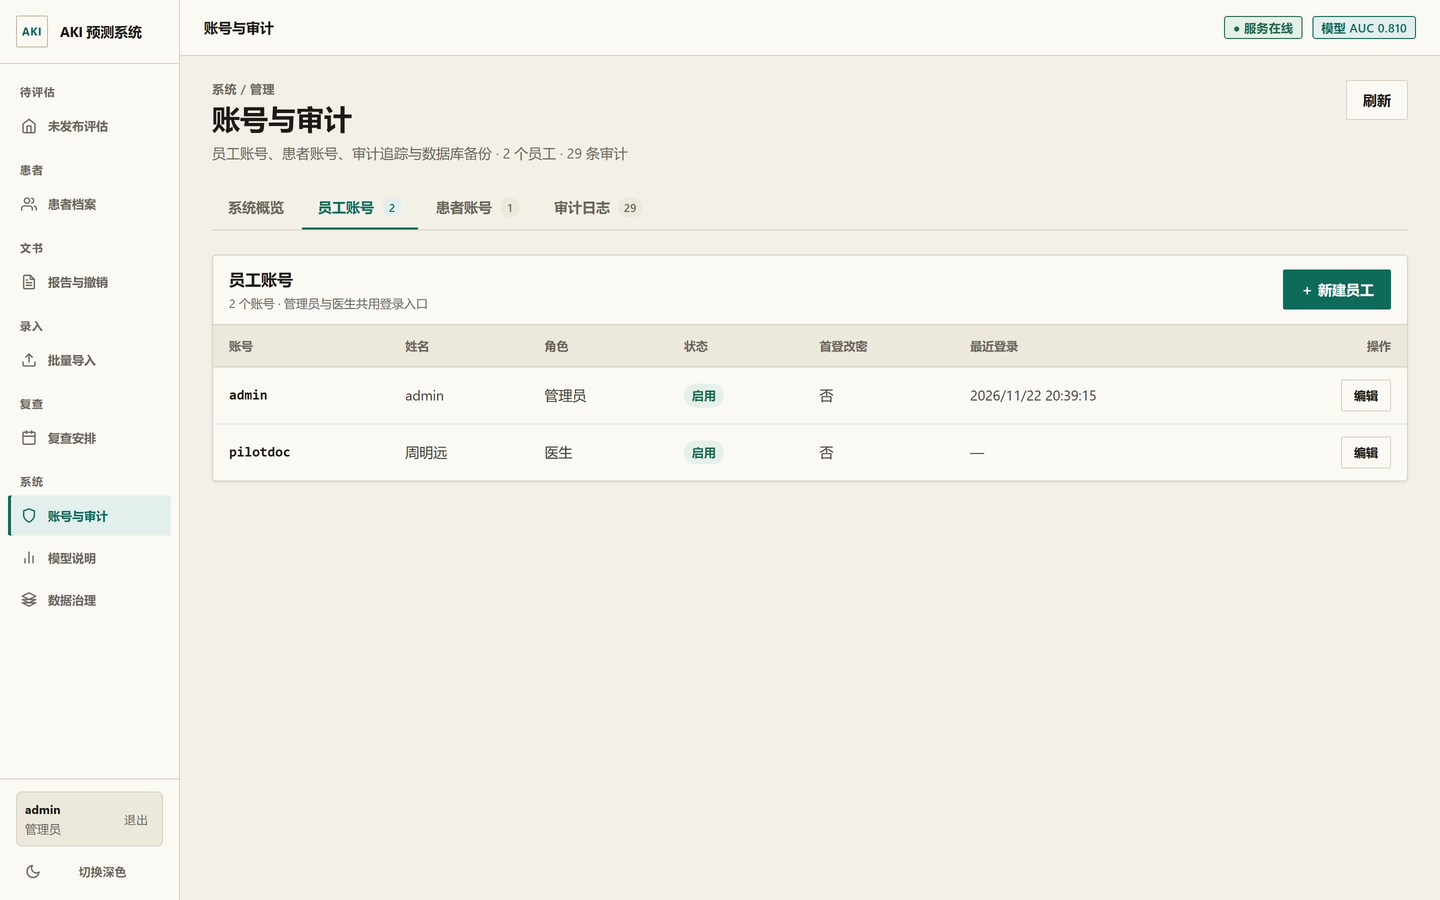 AKI AKI 预测系统
待评估
未发布评估
患者
患者档案
文书
报告与撤销
录入
批量导入
复查
复查安排
系统
账号与审计
模型说明
数据治理
admin
管理员
退出
切换深色
账号与审计
● 服务在线
模型 AUC 0.810
系统 / 管理
账号与审计
员工账号、患者账号、审计追踪与数据库备份 · 2 个员工 · 29 条审计
刷新
系统概览 员工账号 2 患者账号 1 审计日志 29
员工账号
2 个账号 · 管理员与医生共用登录入口
+ 新建员工
账号 姓名 角色 状态 首登改密 最近登录 操作
admin admin 管理员 启用 否 2026/11/22 20:39:15 编辑
pilotdoc 周明远 医生 启用 否 — 编辑